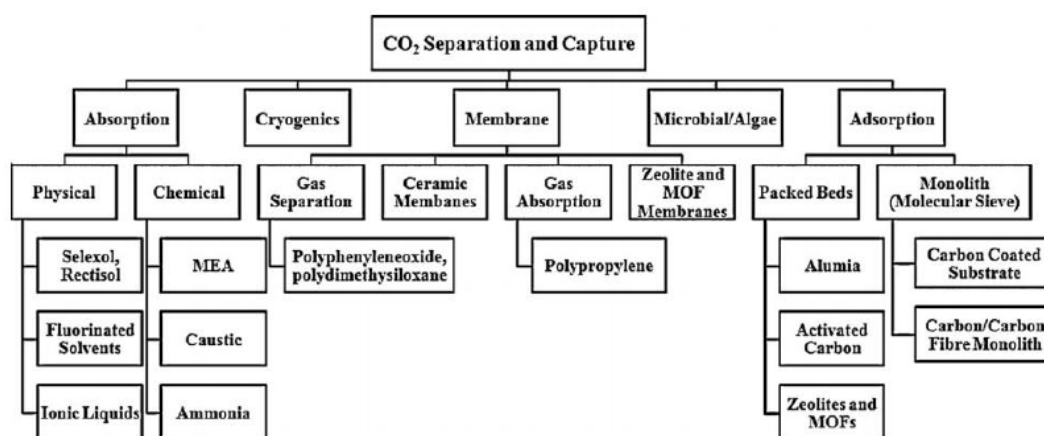 CO₂ Separation and Capture
Absorption
Cryogenics
Membrane
Microbial/Algae
Adsorption
Physical
Chemical
Gas
Separation
Ceramic
Membanes
Gas
Absorption
Zeolite and
MOF
Membranes
Packed Beds
Monolith
(Molecular Sieve)
Selexol,
Rectisol
MEA
Polyphenyleneoxide,
polydimethysiloxane
Polypropylene
Alumia
Carbon Coated
Substrate
Fluorinated
Solvents
Caustic
Activated
Carbon
Carbon/Carbon
Fibre Monolith
Ionic Liquids
Ammonia
Zeolites and
MOFs